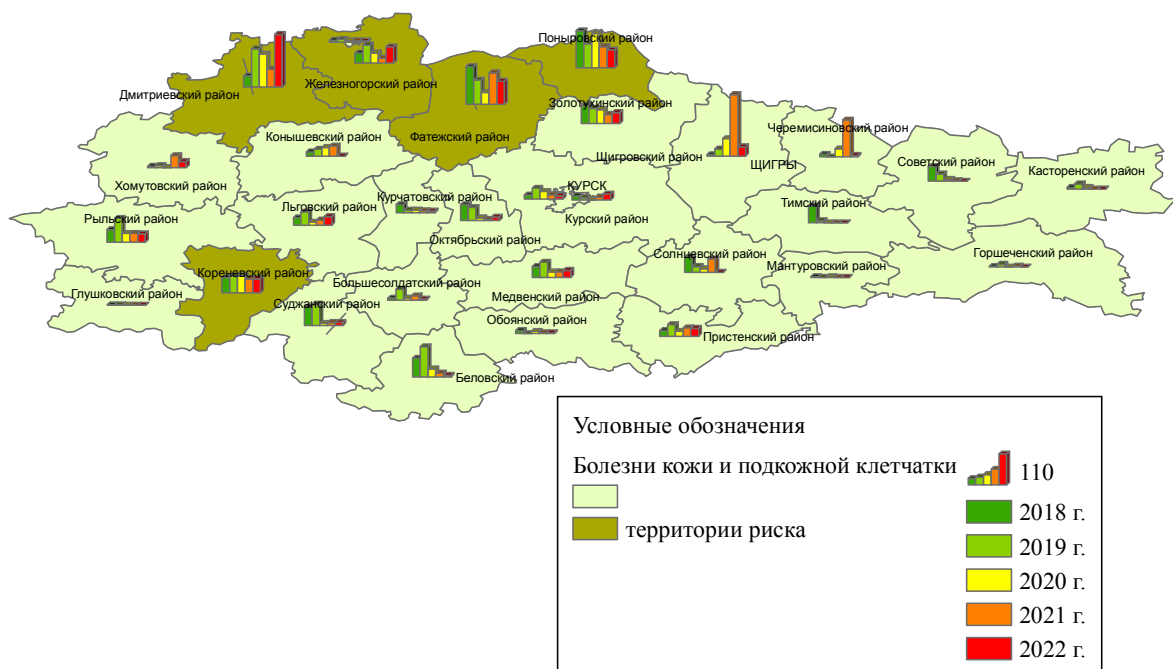 Поныровский район
Железногорский район
Дмитриевский район
Золотухинский район
Конышевский район
Фатежский район
Черемисиновский район
Щигровский район
ЩИГРЫ
Советский район
Касторенский район
Хомутовский район
КУРСК
Курчатовский район
Тимский район
Льговский район
Курский район
Рыльский район
Октябрьский район
Солнцевский район
Горшеченский район
Кореневский район
Мантуровский район
Большесолдатский район
Глушковский район
Медвенский район
Суджанский район
Обоянский район
Пристенский район
Беловский район
Условные обозначения
Болезни кожи и подкожной клетчатки
территории риска
110
2018 г.
2019 г.
2020 г.
2021 г.
2022 г.